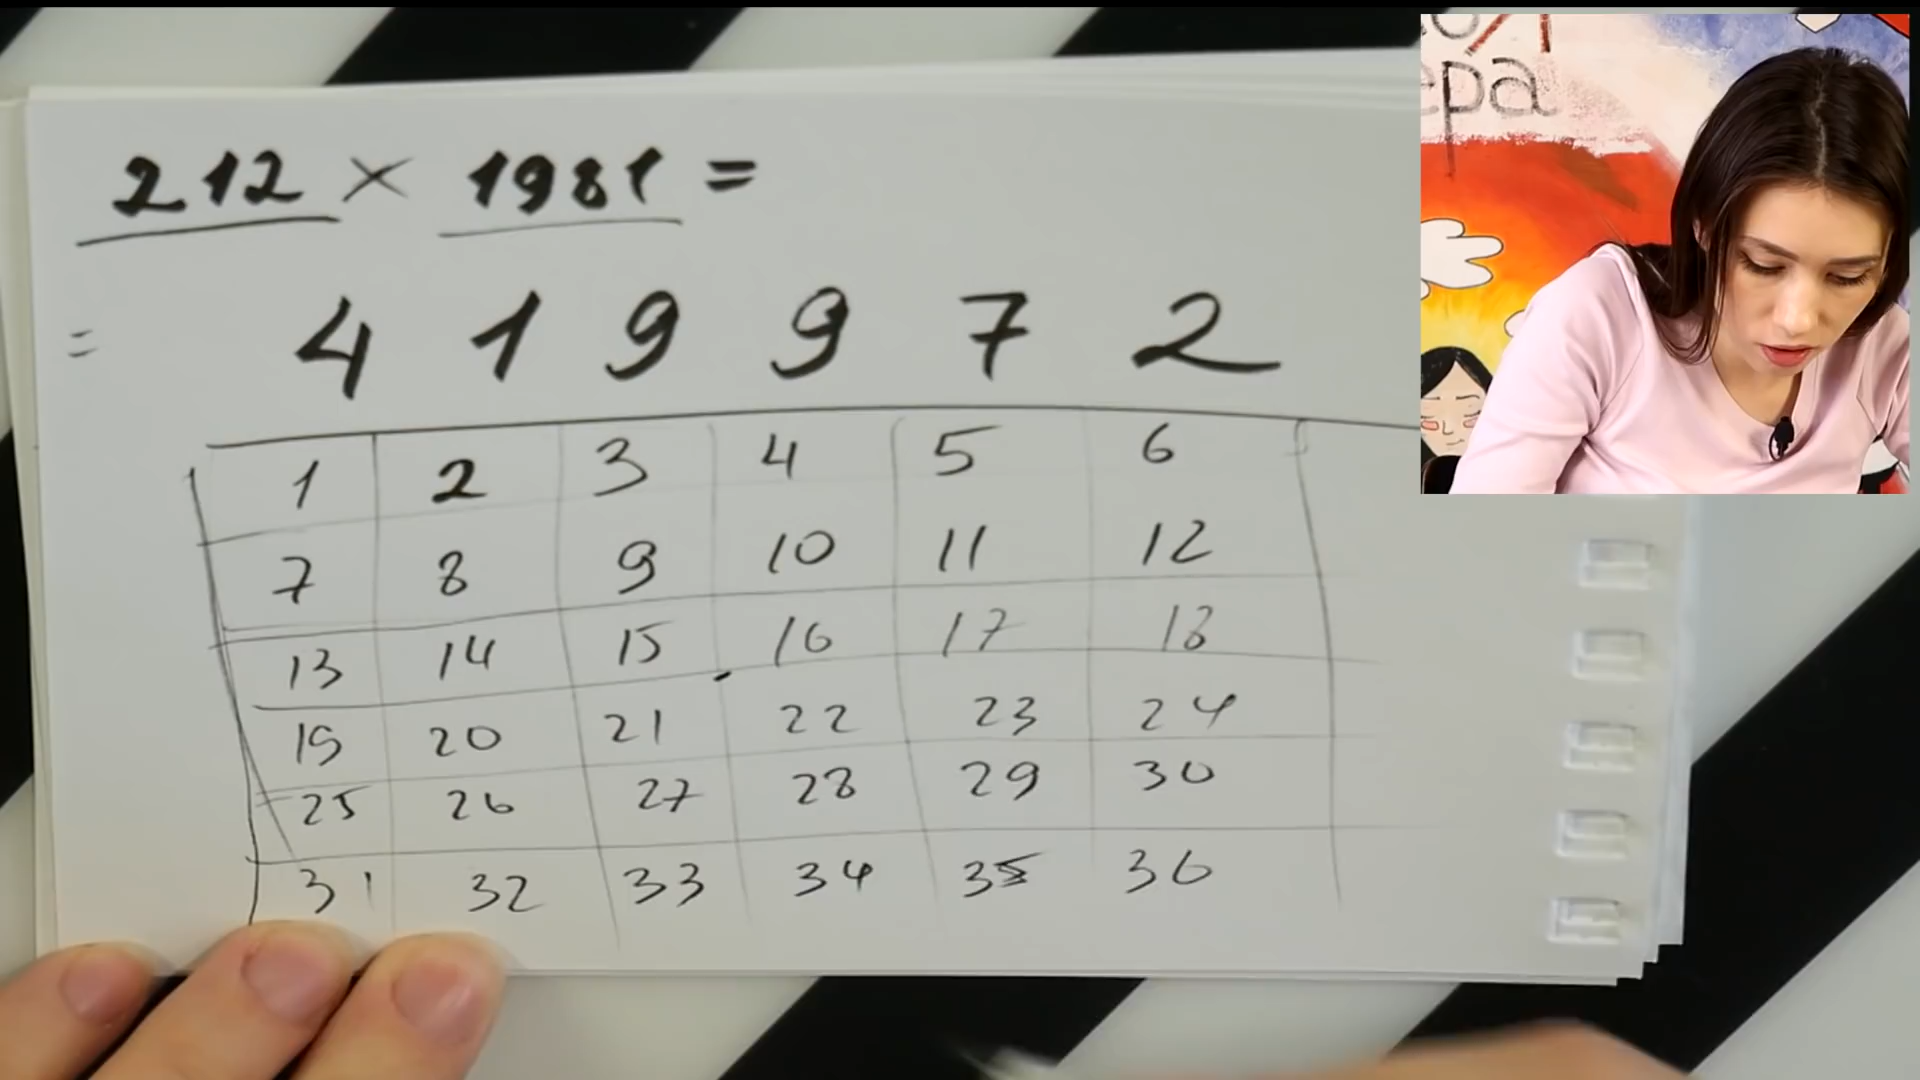 212 × 1981 =
= 4 1 9 9 7 2
1 2 3 4 5 6
7 8 9 10 11 12
13 14 15 16 17 18
19 20 21 22 23 24
25 26 27 28 29 30
31 32 33 34 35 36
ера